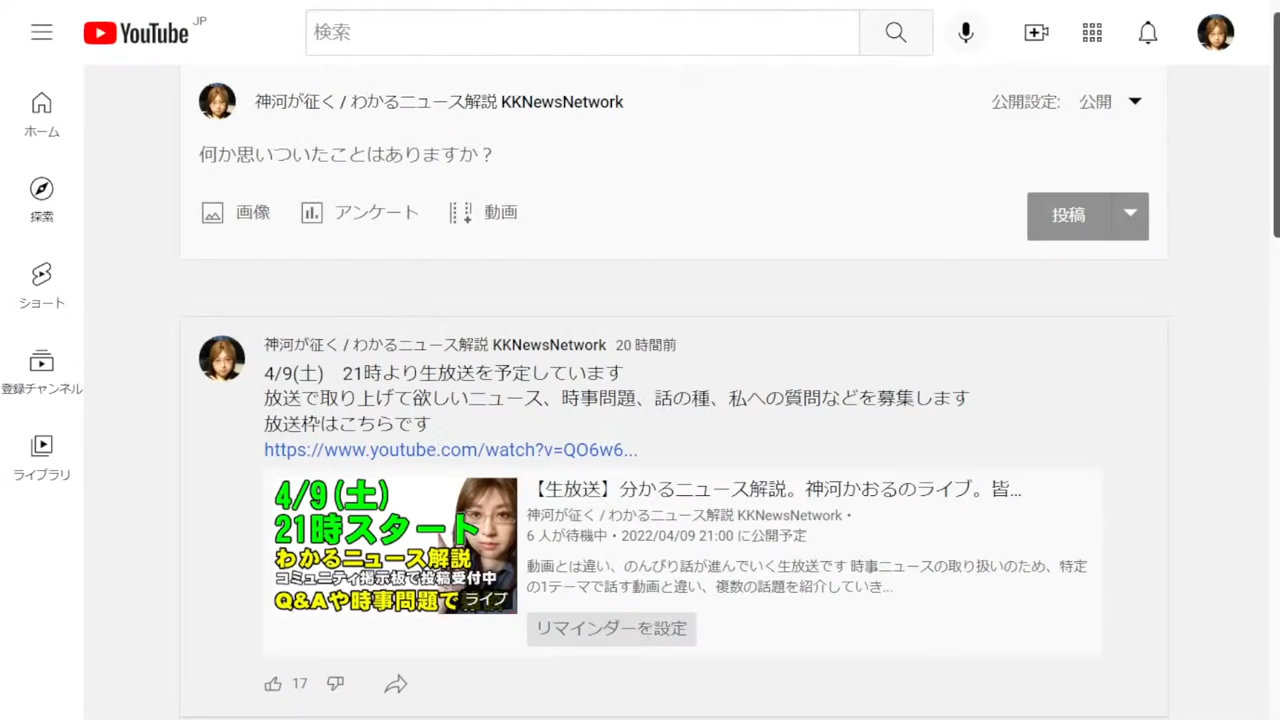 YouTube JP
検索
ホーム
探索
ショート
登録チャンネル
ライブラリ
神河が征く / わかるニュース解説 KKNewsNetwork
公開設定: 公開
何か思いついたことはありますか？
画像 アンケート 動画
投稿
神河が征く / わかるニュース解説 KKNewsNetwork 20 時間前
4/9(土)　21時より生放送を予定しています
放送で取り上げて欲しいニュース、時事問題、話の種、私への質問などを募集します
放送枠はこちらです
https://www.youtube.com/watch?v=QO6w6...
4/9(土)
21時スタート
わかるニュース解説
コミュニティ掲示板で投稿受付中
Q&Aや時事問題で
ライブ
【生放送】分かるニュース解説。神河かおるのライブ。皆...
神河が征く / わかるニュース解説 KKNewsNetwork・
6 人が待機中・2022/04/09 21:00 に公開予定
動画とは違い、のんびり話が進んでいく生放送です 時事ニュースの取り扱いのため、特定
の1テーマで話す動画と違い、複数の話題を紹介していき...
リマインダーを設定
17